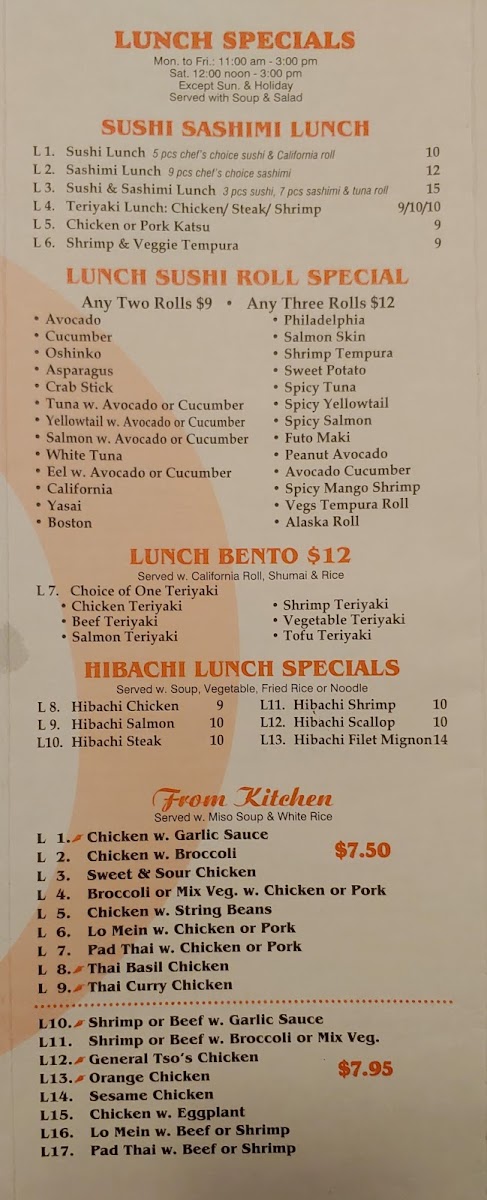 LUNCH SPECIALS
Mon. to Fri.: 11:00 am - 3:00 pm
Sat. 12:00 noon - 3:00 pm
Except Sun. & Holiday
Served with Soup & Salad
SUSHI SASHIMI LUNCH
L 1. Sushi Lunch 5 pcs chef's choice sushi & California roll 10
L 2. Sashimi Lunch 9 pcs chef's choice sashimi 12
L 3. Sushi & Sashimi Lunch 3 pcs sushi, 7 pcs sashimi & tuna roll 15
L 4. Teriyaki Lunch: Chicken/ Steak/ Shrimp 9/10/10
L 5. Chicken or Pork Katsu 9
L 6. Shrimp & Veggie Tempura 9
LUNCH SUSHI ROLL SPECIAL
Any Two Rolls $9 • Any Three Rolls $12
• Avocado
• Cucumber
• Oshinko
• Asparagus
• Crab Stick
• Tuna w. Avocado or Cucumber
• Yellowtail w. Avocado or Cucumber
• Salmon w. Avocado or Cucumber
• White Tuna
• Eel w. Avocado or Cucumber
• California
• Yasai
• Boston
• Philadelphia
• Salmon Skin
• Shrimp Tempura
• Sweet Potato
• Spicy Tuna
• Spicy Yellowtail
• Spicy Salmon
• Futo Maki
• Peanut Avocado
• Avocado Cucumber
• Spicy Mango Shrimp
• Vegs Tempura Roll
• Alaska Roll
LUNCH BENTO $12
Served w. California Roll, Shumai & Rice
L 7. Choice of One Teriyaki
• Chicken Teriyaki
• Beef Teriyaki
• Salmon Teriyaki
• Shrimp Teriyaki
• Vegetable Teriyaki
• Tofu Teriyaki
HIBACHI LUNCH SPECIALS
Served w. Soup, Vegetable, Fried Rice or Noodle
L 8. Hibachi Chicken 9
L 9. Hibachi Salmon 10
L10. Hibachi Steak 10
L11. Hibachi Shrimp 10
L12. Hibachi Scallop 10
L13. Hibachi Filet Mignon 14
From Kitchen
Served w. Miso Soup & White Rice
L 1. Chicken w. Garlic Sauce
L 2. Chicken w. Broccoli
$7.50
L 3. Sweet & Sour Chicken
L 4. Broccoli or Mix Veg. w. Chicken or Pork
L 5. Chicken w. String Beans
L 6. Lo Mein w. Chicken or Pork
L 7. Pad Thai w. Chicken or Pork
L 8. Thai Basil Chicken
L 9. Thai Curry Chicken
L10. Shrimp or Beef w. Garlic Sauce
L11. Shrimp or Beef w. Broccoli or Mix Veg.
L12. General Tso's Chicken
L13. Orange Chicken
$7.95
L14. Sesame Chicken
L15. Chicken w. Eggplant
L16. Lo Mein w. Beef or Shrimp
L17. Pad Thai w. Beef or Shrimp